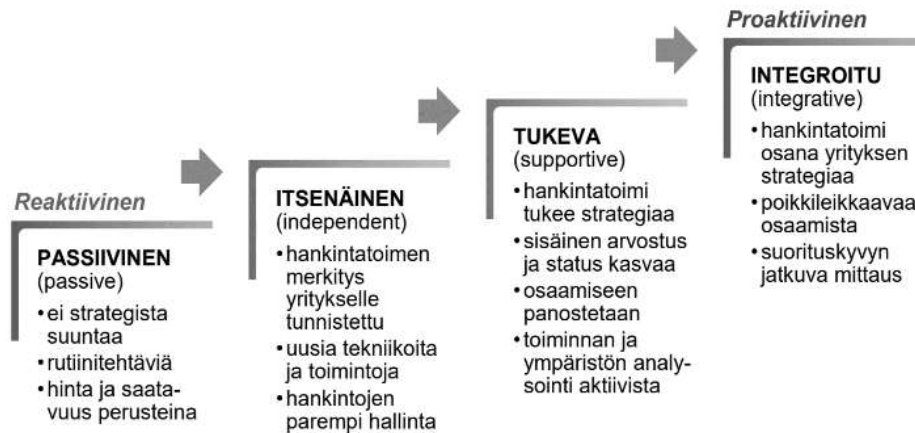 Reaktiivinen
PASSIIVINEN
(passive)
• ei strategista
suuntaa
• rutiinitehtäviä
• hinta ja saata-
vuus perusteina
ITSENÄINEN
(independent)
• hankintatoimen
merkitys
yritykselle
tunnistettu
• uusia tekniikoita
ja toimintoja
• hankintojen
parempi hallinta
TUKEVA
(supportive)
• hankintatoimi
tukee strategiaa
• sisäinen arvostus
ja status kasvaa
• osaamiseen
panostetaan
• toiminnan ja
ympäristön analy-
sointi aktiivista
Proaktiivinen
INTEGROITU
(integrative)
• hankintatoimi
osana yrityksen
strategiaa
• poikkileikkaavaa
osaamista
• suorituskyvyn
jatkuva mittaus